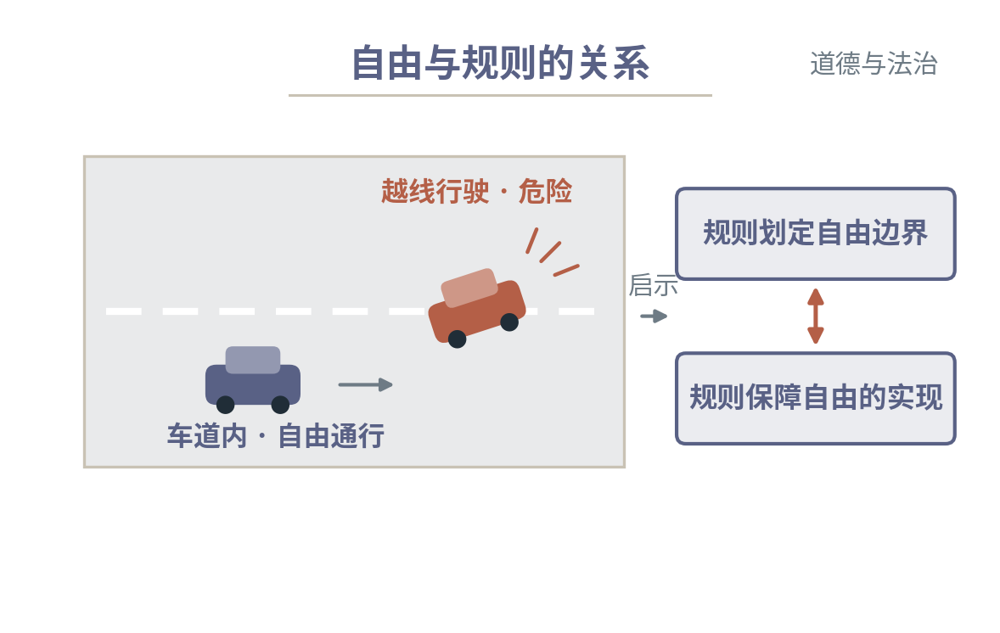 自由与规则的关系
道德与法治
越线行驶 · 危险
车道内 · 自由通行
启示
规则划定自由边界
规则保障自由的实现